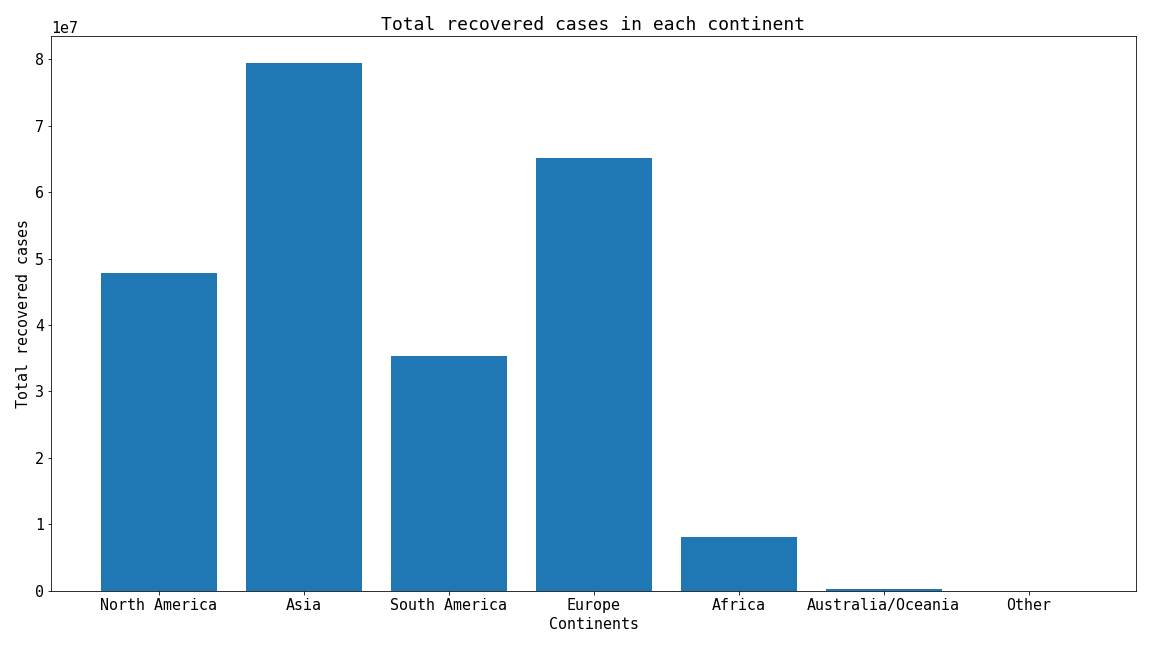 Total recovered cases in each continent
1e7
8
7
6
5
4
3
2
1
0
Total recovered cases
North America Asia South America Europe Africa Australia/Oceania Other
Continents